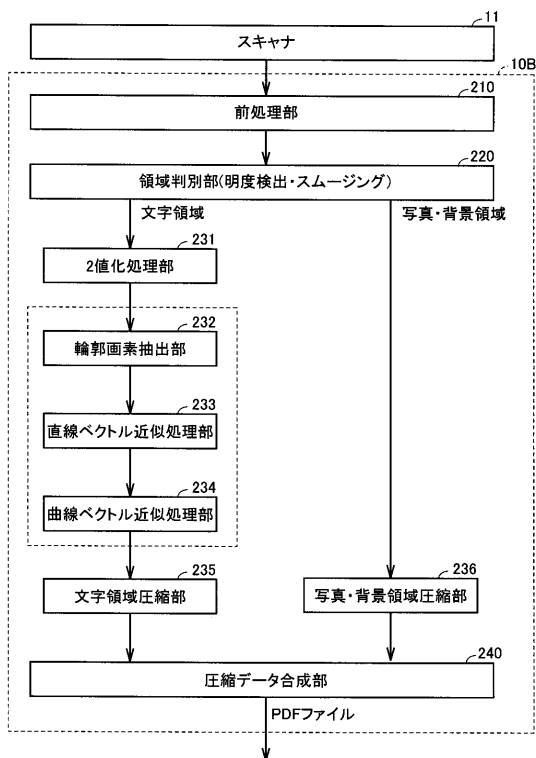 11
スキャナ
10B
210
前処理部
220
領域判別部(明度検出・スムージング)
文字領域
写真・背景領域
231
2値化処理部
232
輪郭画素抽出部
233
直線ベクトル近似処理部
234
曲線ベクトル近似処理部
235
文字領域圧縮部
236
写真・背景領域圧縮部
240
圧縮データ合成部
PDFファイル